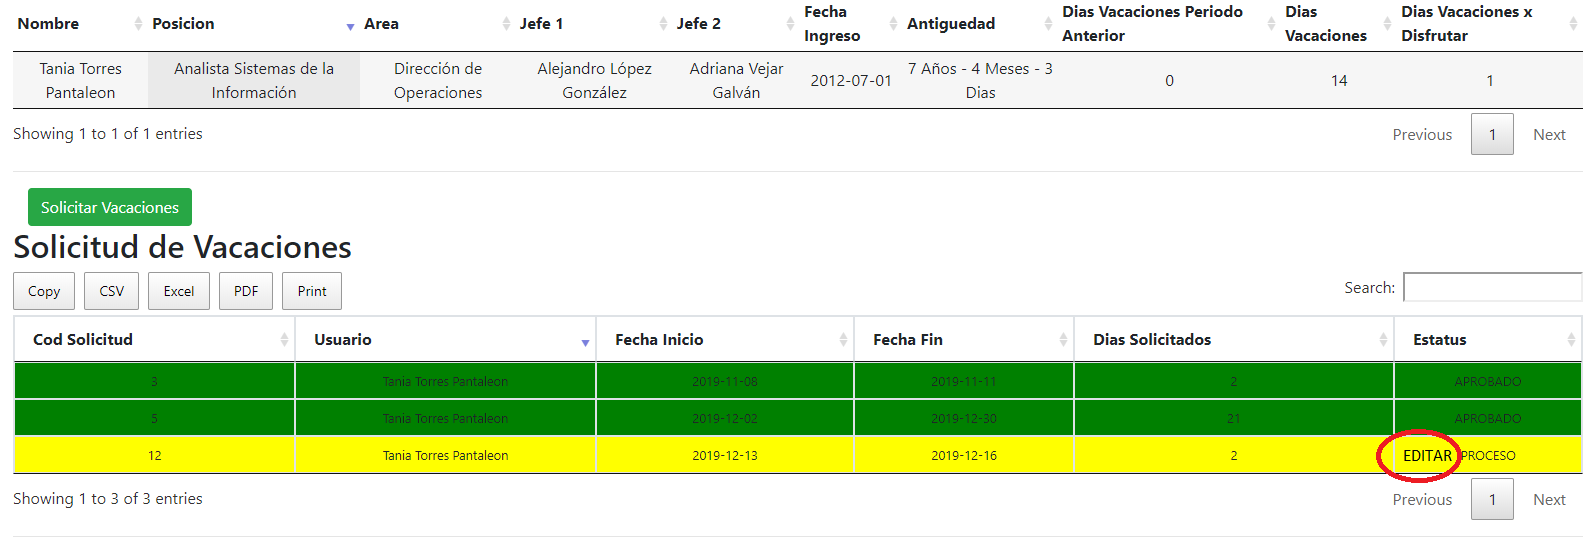 Nombre Posicion Area Jefe 1 Jefe 2 Fecha Ingreso Antiguedad Dias Vacaciones Periodo Anterior Dias Vacaciones Dias Vacaciones x Disfrutar
Tania Torres Pantaleon Analista Sistemas de la Información Dirección de Operaciones Alejandro López González Adriana Vejar Galván 2012-07-01 7 Años - 4 Meses - 3 Dias 0 14 1
Showing 1 to 1 of 1 entries Previous 1 Next
Solicitar Vacaciones
Solicitud de Vacaciones
Copy CSV Excel PDF Print Search:
Cod Solicitud Usuario Fecha Inicio Fecha Fin Dias Solicitados Estatus
3 Tania Torres Pantaleon 2019-11-08 2019-11-11 2 APROBADO
5 Tania Torres Pantaleon 2019-12-02 2019-12-30 21 APROBADO
12 Tania Torres Pantaleon 2019-12-13 2019-12-16 2 EDITAR PROCESO
Showing 1 to 3 of 3 entries Previous 1 Next